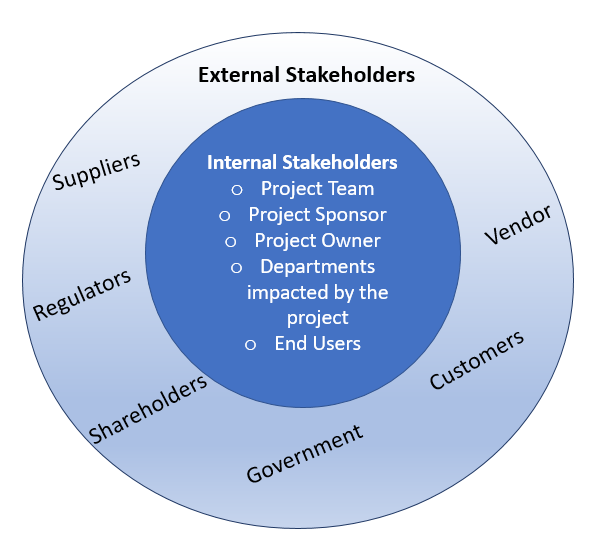 External Stakeholders
Internal Stakeholders
o Project Team
o Project Sponsor
o Project Owner
o Departments
impacted by the
project
o End Users
Suppliers
Regulators
Shareholders
Government
Customers
Vendor